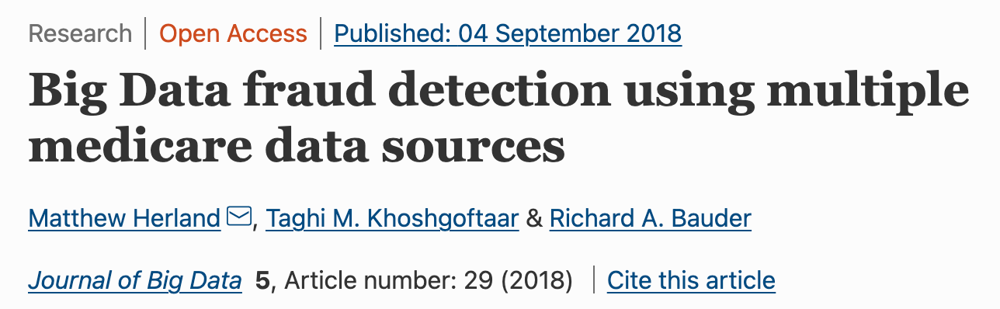 Research | Open Access | Published: 04 September 2018
Big Data fraud detection using multiple
medicare data sources
Matthew Herland, Taghi M. Khoshgoftaar & Richard A. Bauder
Journal of Big Data 5, Article number: 29 (2018) | Cite this article